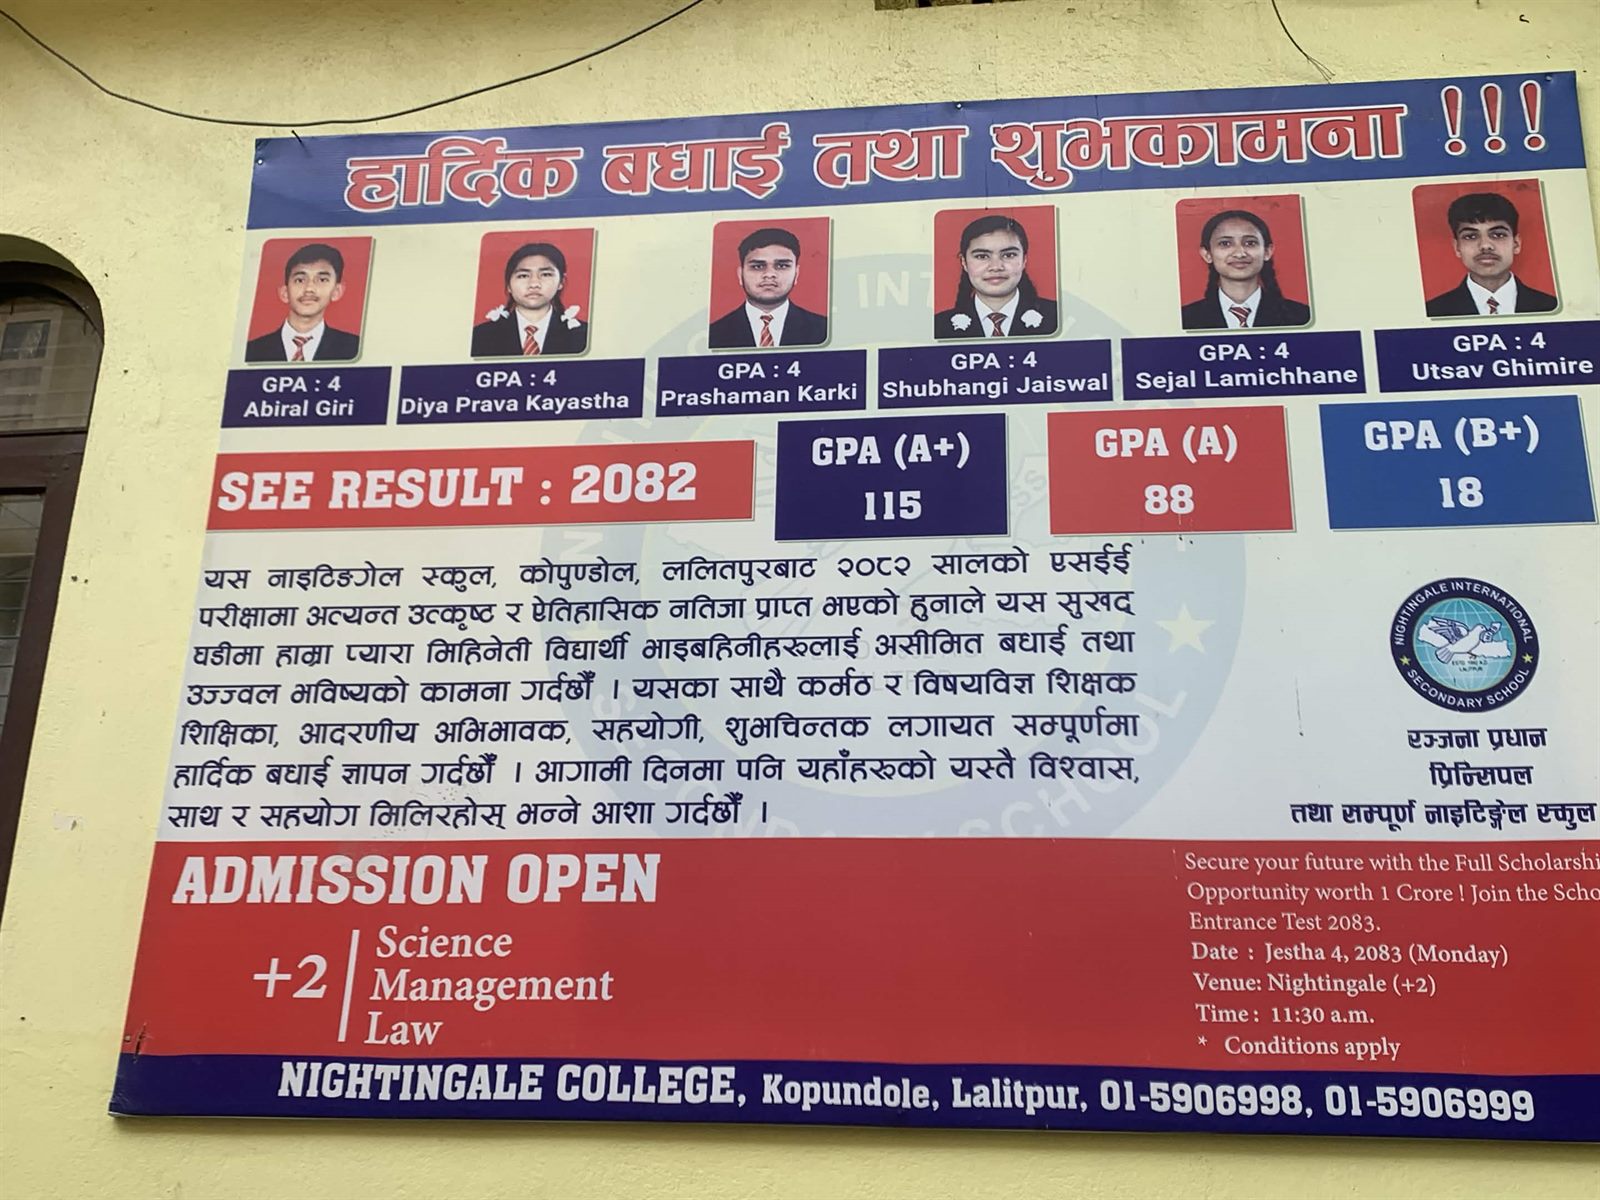 हार्दिक बधाई तथा शुभकामना !!!
GPA : 4
Abiral Giri
GPA : 4
Diya Prava Kayastha
GPA : 4
Prashaman Karki
GPA : 4
Shubhangi Jaiswal
GPA : 4
Sejal Lamichhane
GPA : 4
Utsav Ghimire
SEE RESULT : 2082
GPA (A+)
115
GPA (A)
88
GPA (B+)
18
यस नाइटिङगेल स्कुल, कोपुण्डोल, ललितपुरबाट २०८२ सालको एसईई
परीक्षामा अत्यन्त उत्कृष्ट र ऐतिहासिक नतिजा प्राप्त भएको हुनाले यस सुखद
घडीमा हाम्रा प्यारा मिहिनेती विद्यार्थी भाइबहिनीहरुलाई असीमित बधाई तथा
उज्ज्वल भविष्यको कामना गर्दछौँ । यसका साथै कर्मठ र विषयविज्ञ शिक्षक
शिक्षिका, आदरणीय अभिभावक, सहयोगी, शुभचिन्तक लगायत सम्पूर्णमा
हार्दिक बधाई ज्ञापन गर्दछौँ । आगामी दिनमा पनि यहाँहरुको यस्तै विश्वास,
साथ र सहयोग मिलिरहोस् भन्ने आशा गर्दछौँ ।
NIGHTINGALE INTERNATIONAL
ESTD 1992 A.D.
LALITPUR
SECONDARY SCHOOL
रञ्जना प्रधान
प्रिन्सिपल
तथा सम्पूर्ण नाइटिङ्गेल स्कुल
ADMISSION OPEN
+2
Science
Management
Law
Secure your future with the Full Scholarshi
Opportunity worth 1 Crore ! Join the Scho
Entrance Test 2083.
Date : Jestha 4, 2083 (Monday)
Venue: Nightingale (+2)
Time : 11:30 a.m.
* Conditions apply
NIGHTINGALE COLLEGE, Kopundole, Lalitpur, 01-5906998, 01-5906999